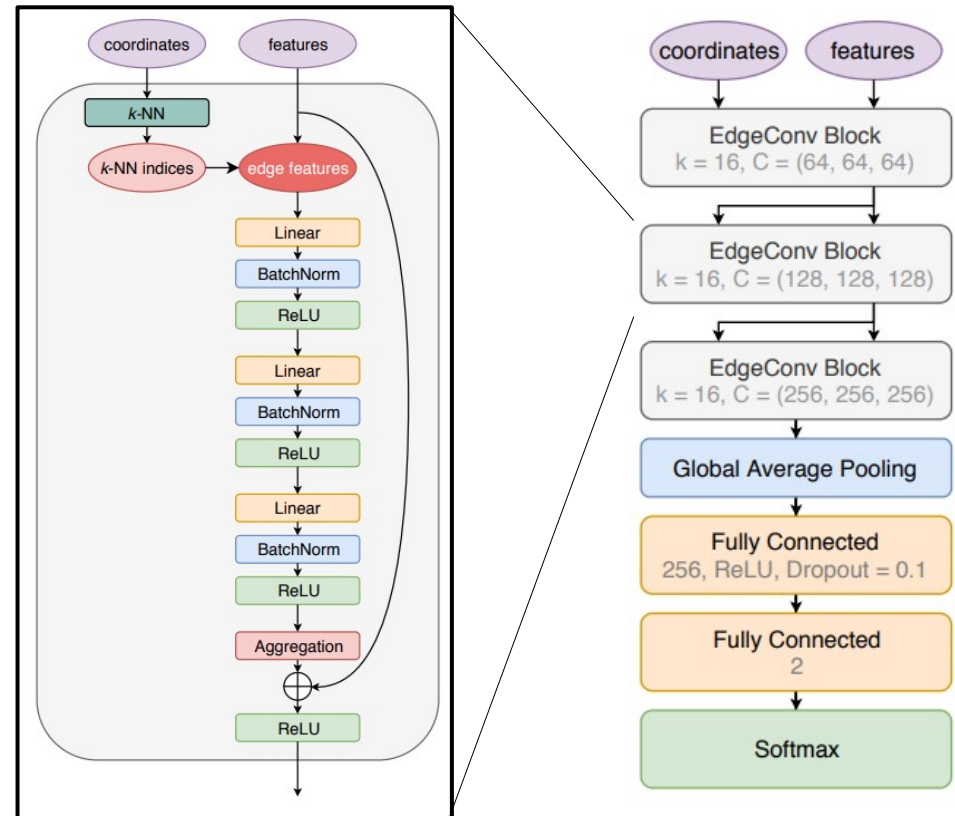 coordinates
features
k-NN
k-NN indices
edge features
Linear
BatchNorm
ReLU
Linear
BatchNorm
ReLU
Linear
BatchNorm
ReLU
Aggregation
ReLU
coordinates
features
EdgeConv Block
k = 16, C = (64, 64, 64)
EdgeConv Block
k = 16, C = (128, 128, 128)
EdgeConv Block
k = 16, C = (256, 256, 256)
Global Average Pooling
Fully Connected
256, ReLU, Dropout = 0.1
Fully Connected
2
Softmax